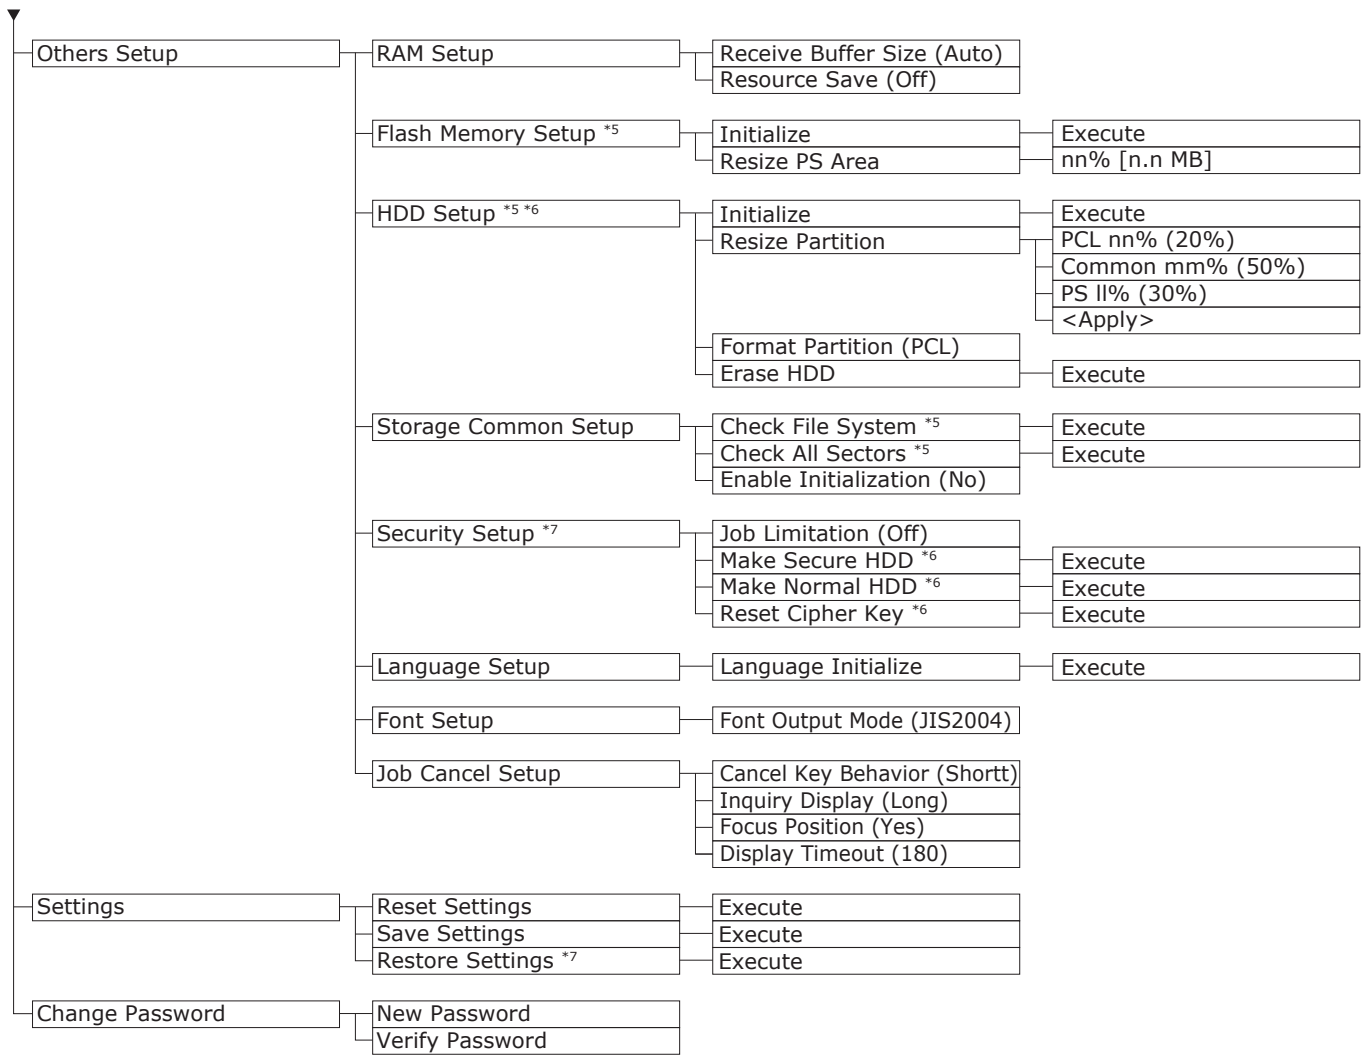 Others Setup
RAM Setup
Receive Buffer Size (Auto)
Resource Save (Off)
Flash Memory Setup *5
Initialize
Execute
Resize PS Area
nn% [n.n MB]
HDD Setup *5 *6
Initialize
Execute
Resize Partition
PCL nn% (20%)
Common mm% (50%)
PS ll% (30%)
<Apply>
Format Partition (PCL)
Erase HDD
Execute
Storage Common Setup
Check File System *5
Execute
Check All Sectors *5
Execute
Enable Initialization (No)
Security Setup *7
Job Limitation (Off)
Make Secure HDD *6
Execute
Make Normal HDD *6
Execute
Reset Cipher Key *6
Execute
Language Setup
Language Initialize
Execute
Font Setup
Font Output Mode (JIS2004)
Job Cancel Setup
Cancel Key Behavior (Shortt)
Inquiry Display (Long)
Focus Position (Yes)
Display Timeout (180)
Settings
Reset Settings
Execute
Save Settings
Execute
Restore Settings *7
Execute
Change Password
New Password
Verify Password